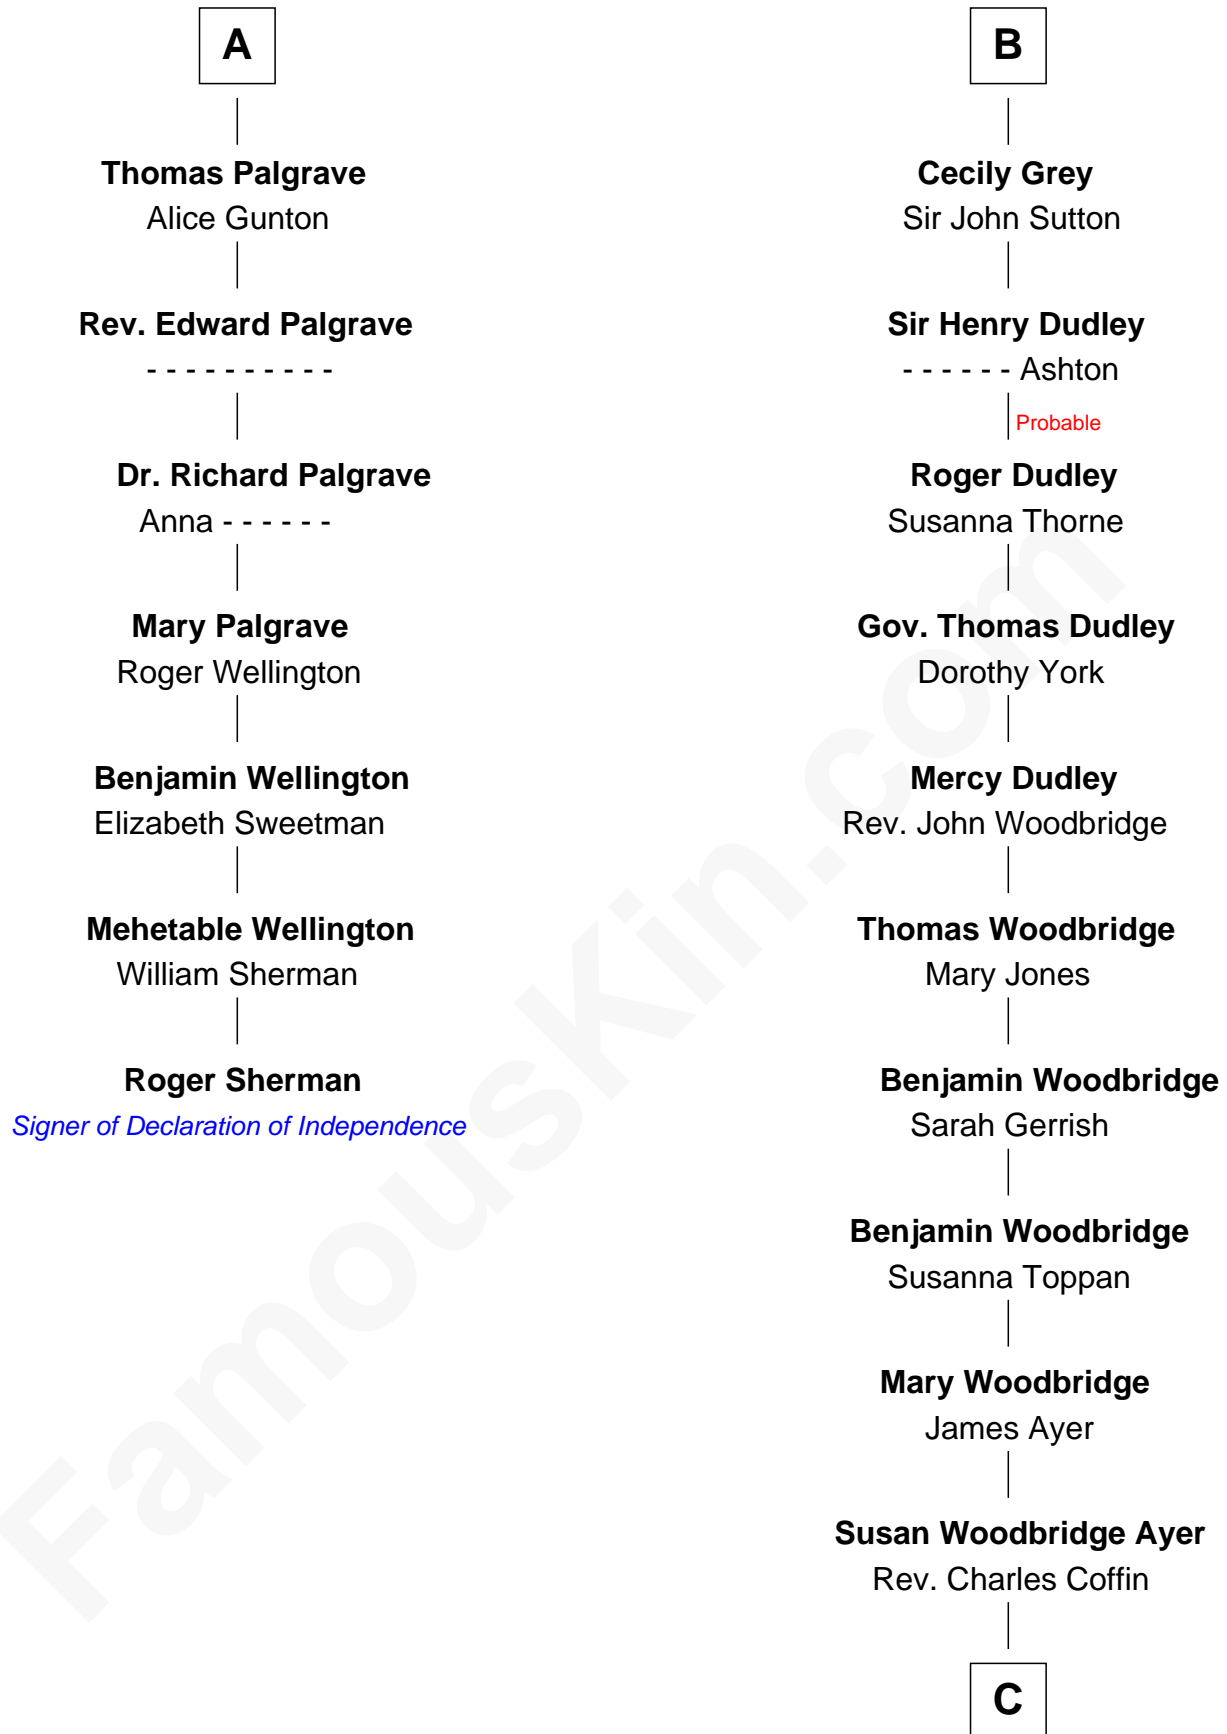 A
Thomas Palgrave
Alice Gunton
Rev. Edward Palgrave
- - - - - - - - - -
Dr. Richard Palgrave
Anna - - - - - -
Mary Palgrave
Roger Wellington
Benjamin Wellington
Elizabeth Sweetman
Mehetable Wellington
William Sherman
Roger Sherman
Signer of Declaration of Independence
B
Cecily Grey
Sir John Sutton
Sir Henry Dudley
- - - - - - Ashton
Probable
Roger Dudley
Susanna Thorne
Gov. Thomas Dudley
Dorothy York
Mercy Dudley
Rev. John Woodbridge
Thomas Woodbridge
Mary Jones
Benjamin Woodbridge
Sarah Gerrish
Benjamin Woodbridge
Susanna Toppan
Mary Woodbridge
James Ayer
Susan Woodbridge Ayer
Rev. Charles Coffin
C
FamousKin.com